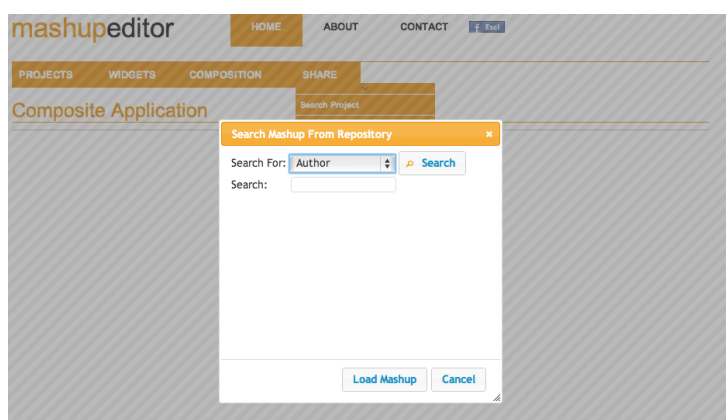 mashupeditor HOME ABOUT CONTACT f Esci
PROJECTS WIDGETS COMPOSITION SHARE
Search Project
Composite Application
Search Mashup From Repository ×
Search For: Author Search
Search:
Load Mashup Cancel